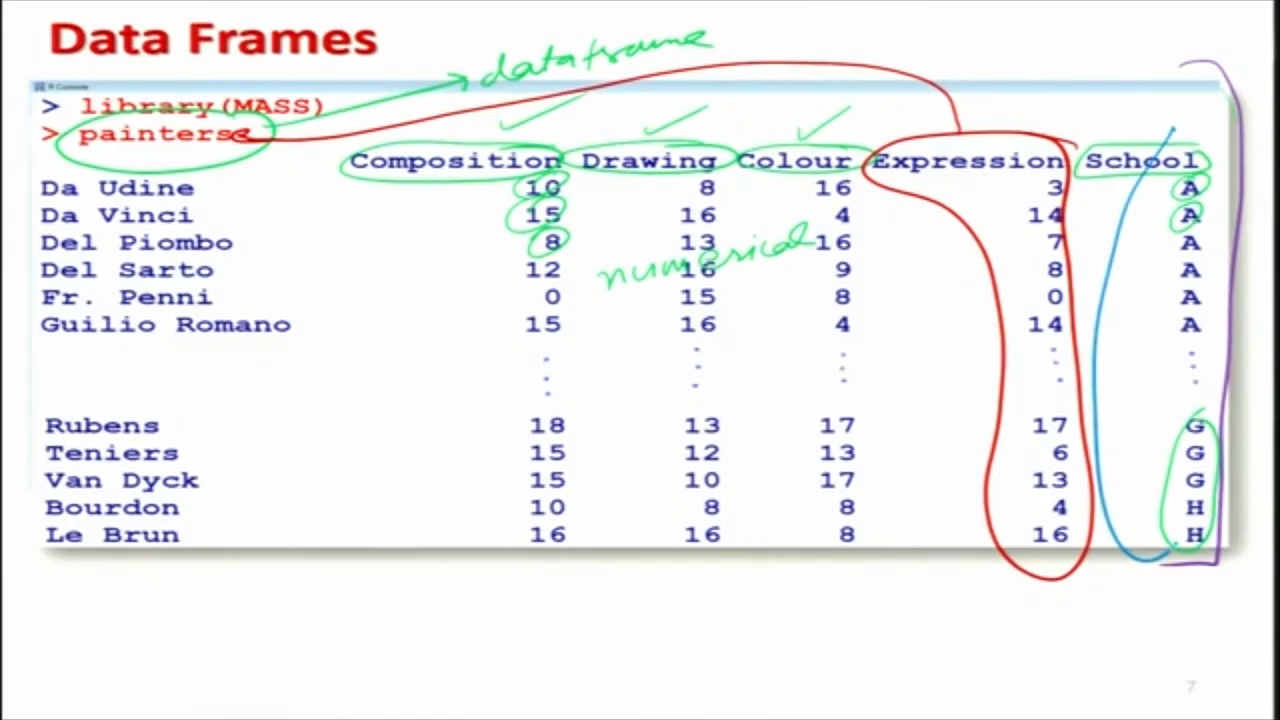 Data Frames
dataframe
R Console
> library(MASS)
> painters
Composition Drawing Colour Expression School
Da Udine 10 8 16 3 A
Da Vinci 15 16 4 14 A
Del Piombo 8 13 16 7 A
numerical
Del Sarto 12 16 9 8 A
Fr. Penni 0 15 8 0 A
Guilio Romano 15 16 4 14 A
Rubens 18 13 17 17 G
Teniers 15 12 13 6 G
Van Dyck 15 10 17 13 G
Bourdon 10 8 8 4 H
Le Brun 16 16 8 16 H
7